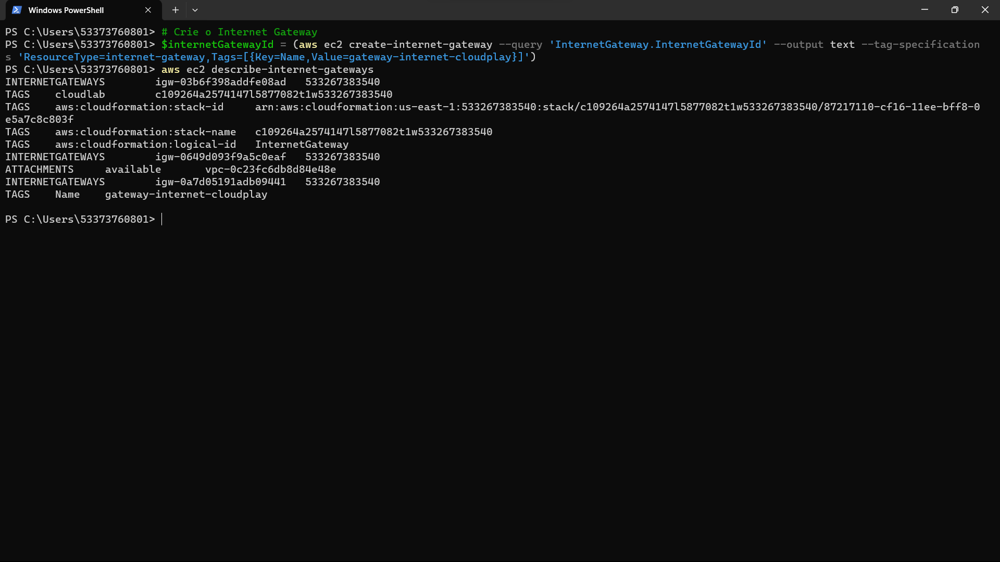 Windows PowerShell
PS C:\Users\53373760801> # Crie o Internet Gateway
PS C:\Users\53373760801> $internetGatewayId = (aws ec2 create-internet-gateway --query 'InternetGateway.InternetGatewayId' --output text --tag-specification
s 'ResourceType=internet-gateway,Tags=[{Key=Name,Value=gateway-internet-cloudplay}]')
PS C:\Users\53373760801> aws ec2 describe-internet-gateways
INTERNETGATEWAYS        igw-03b6f398addfe08ad   533267383540
TAGS    cloudlab        c109264a2574147l5877082t1w533267383540
TAGS    aws:cloudformation:stack-id     arn:aws:cloudformation:us-east-1:533267383540:stack/c109264a2574147l5877082t1w533267383540/87217110-cf16-11ee-bff8-0
e5a7c8c803f
TAGS    aws:cloudformation:stack-name   c109264a2574147l5877082t1w533267383540
TAGS    aws:cloudformation:logical-id   InternetGateway
INTERNETGATEWAYS        igw-0649d093f9a5c0eaf   533267383540
ATTACHMENTS     available       vpc-0c23fc6db8d84e48e
INTERNETGATEWAYS        igw-0a7d05191adb09441   533267383540
TAGS    Name    gateway-internet-cloudplay
PS C:\Users\53373760801>